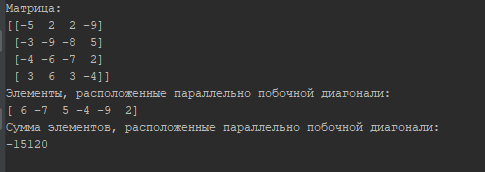 Матрица:
[[-5  2  2 -9]
 [-3 -9 -8  5]
 [-4 -6 -7  2]
 [ 3  6  3 -4]]
Элементы, расположенные параллельно побочной диагонали:
[ 6 -7  5 -4 -9  2]
Сумма элементов, расположенные параллельно побочной диагонали:
-15120